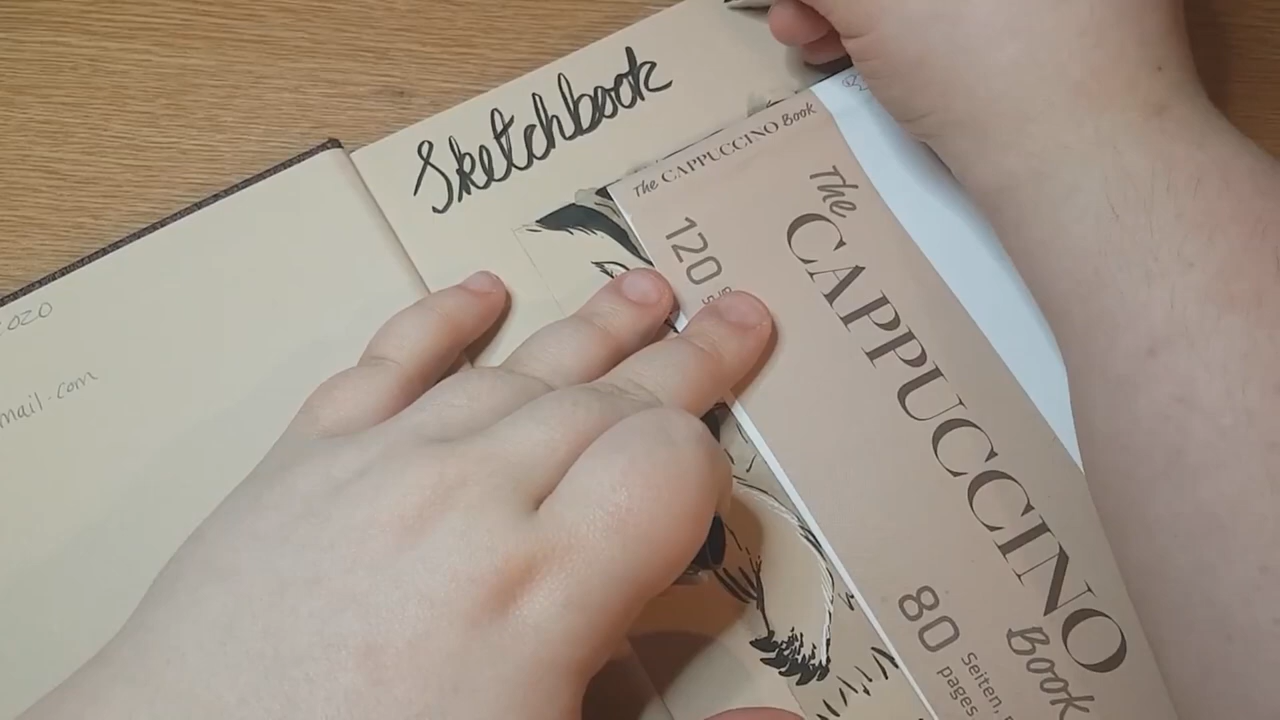 2020
mail.com
Sketchbook
The CAPPUCCINO Book
120
The
CAPPUCCINO
Book
80
Seiten,
pages